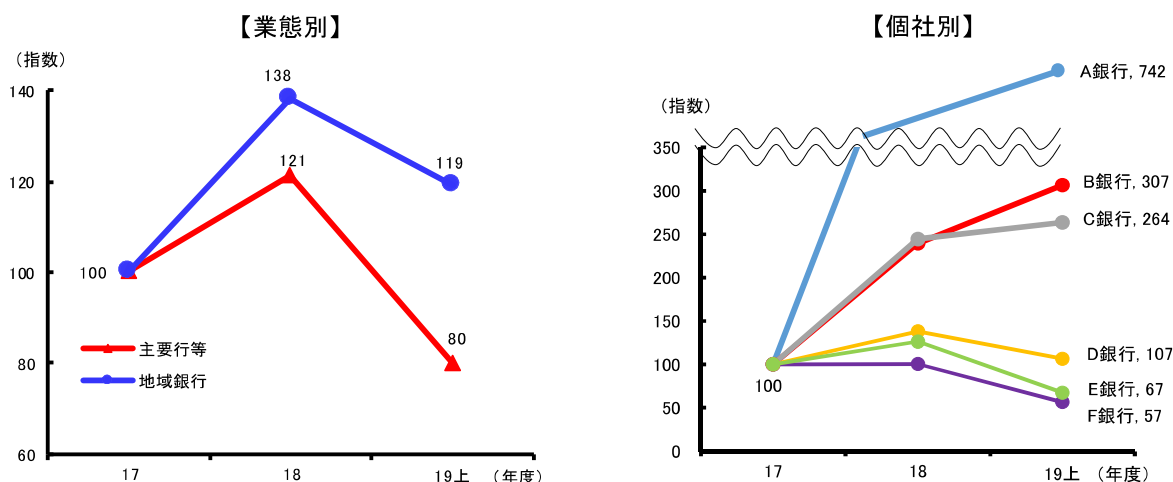 【業態別】
（指数）
140
120
100
80
60
138
121
119
100
80
主要行等
地域銀行
17
18
19上
（年度）
【個社別】
（指数）
350
300
250
200
150
100
50
0
A銀行, 742
B銀行, 307
C銀行, 264
D銀行, 107
E銀行, 67
F銀行, 57
100
17
18
19上
（年度）